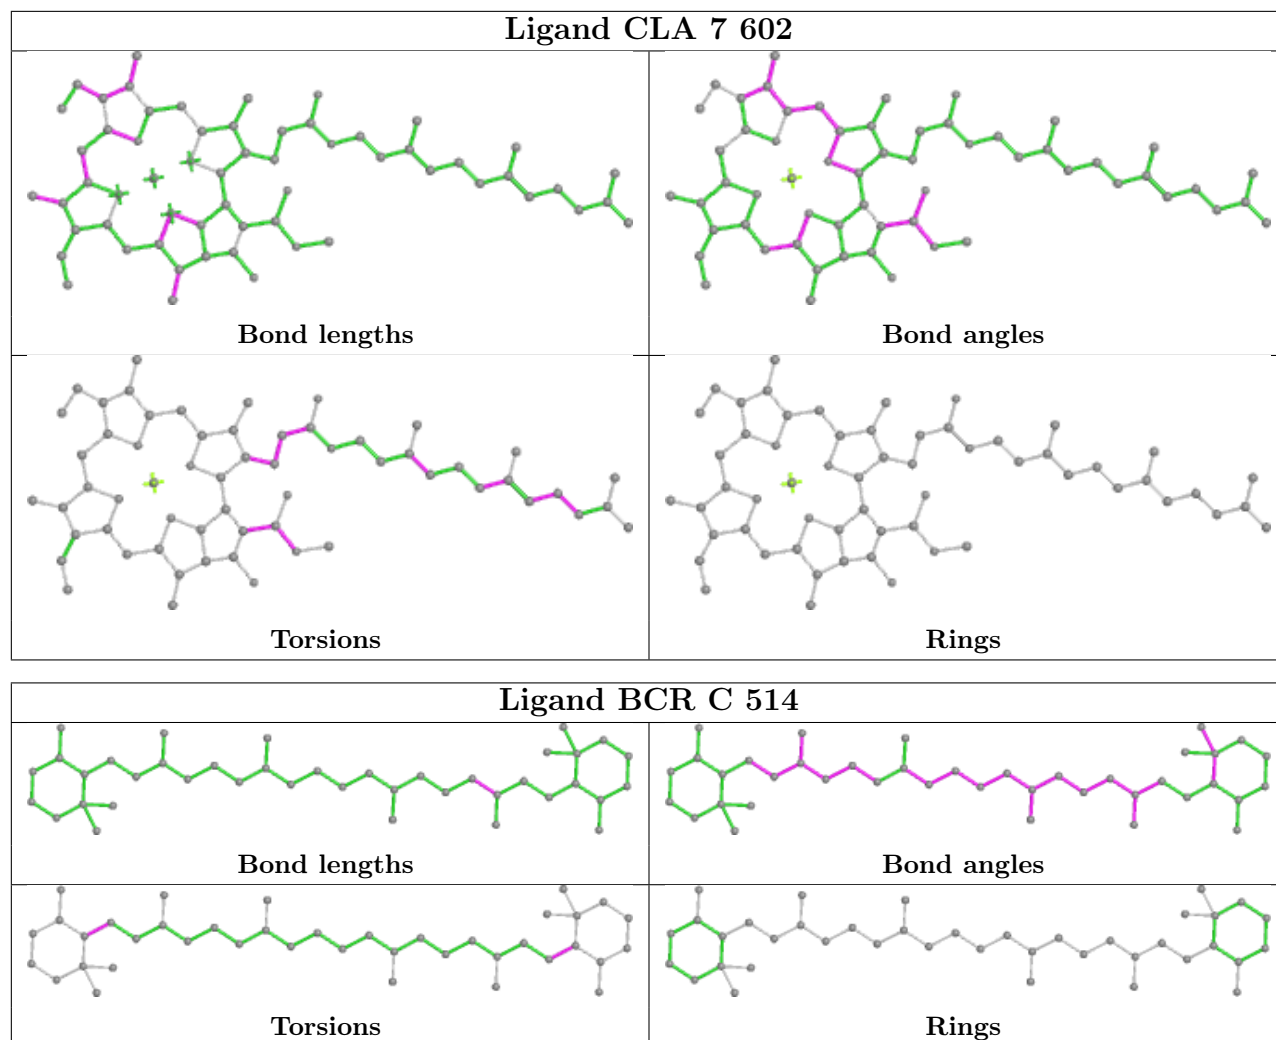 Ligand CLA 7 602
Bond lengths
Bond angles
Torsions
Rings
Ligand BCR C 514
Bond lengths
Bond angles
Torsions
Rings